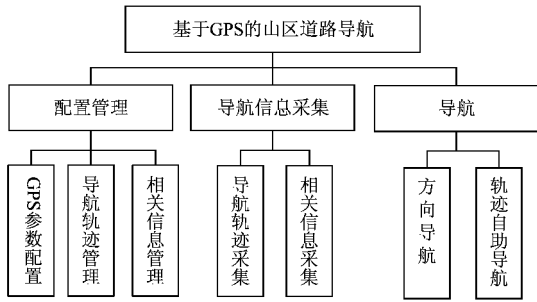 基于GPS的山区道路导航
配置管理
导航信息采集
导航
GPS参数配置
导航轨迹管理
相关信息管理
导航轨迹采集
相关信息采集
方向导航
轨迹自助导航